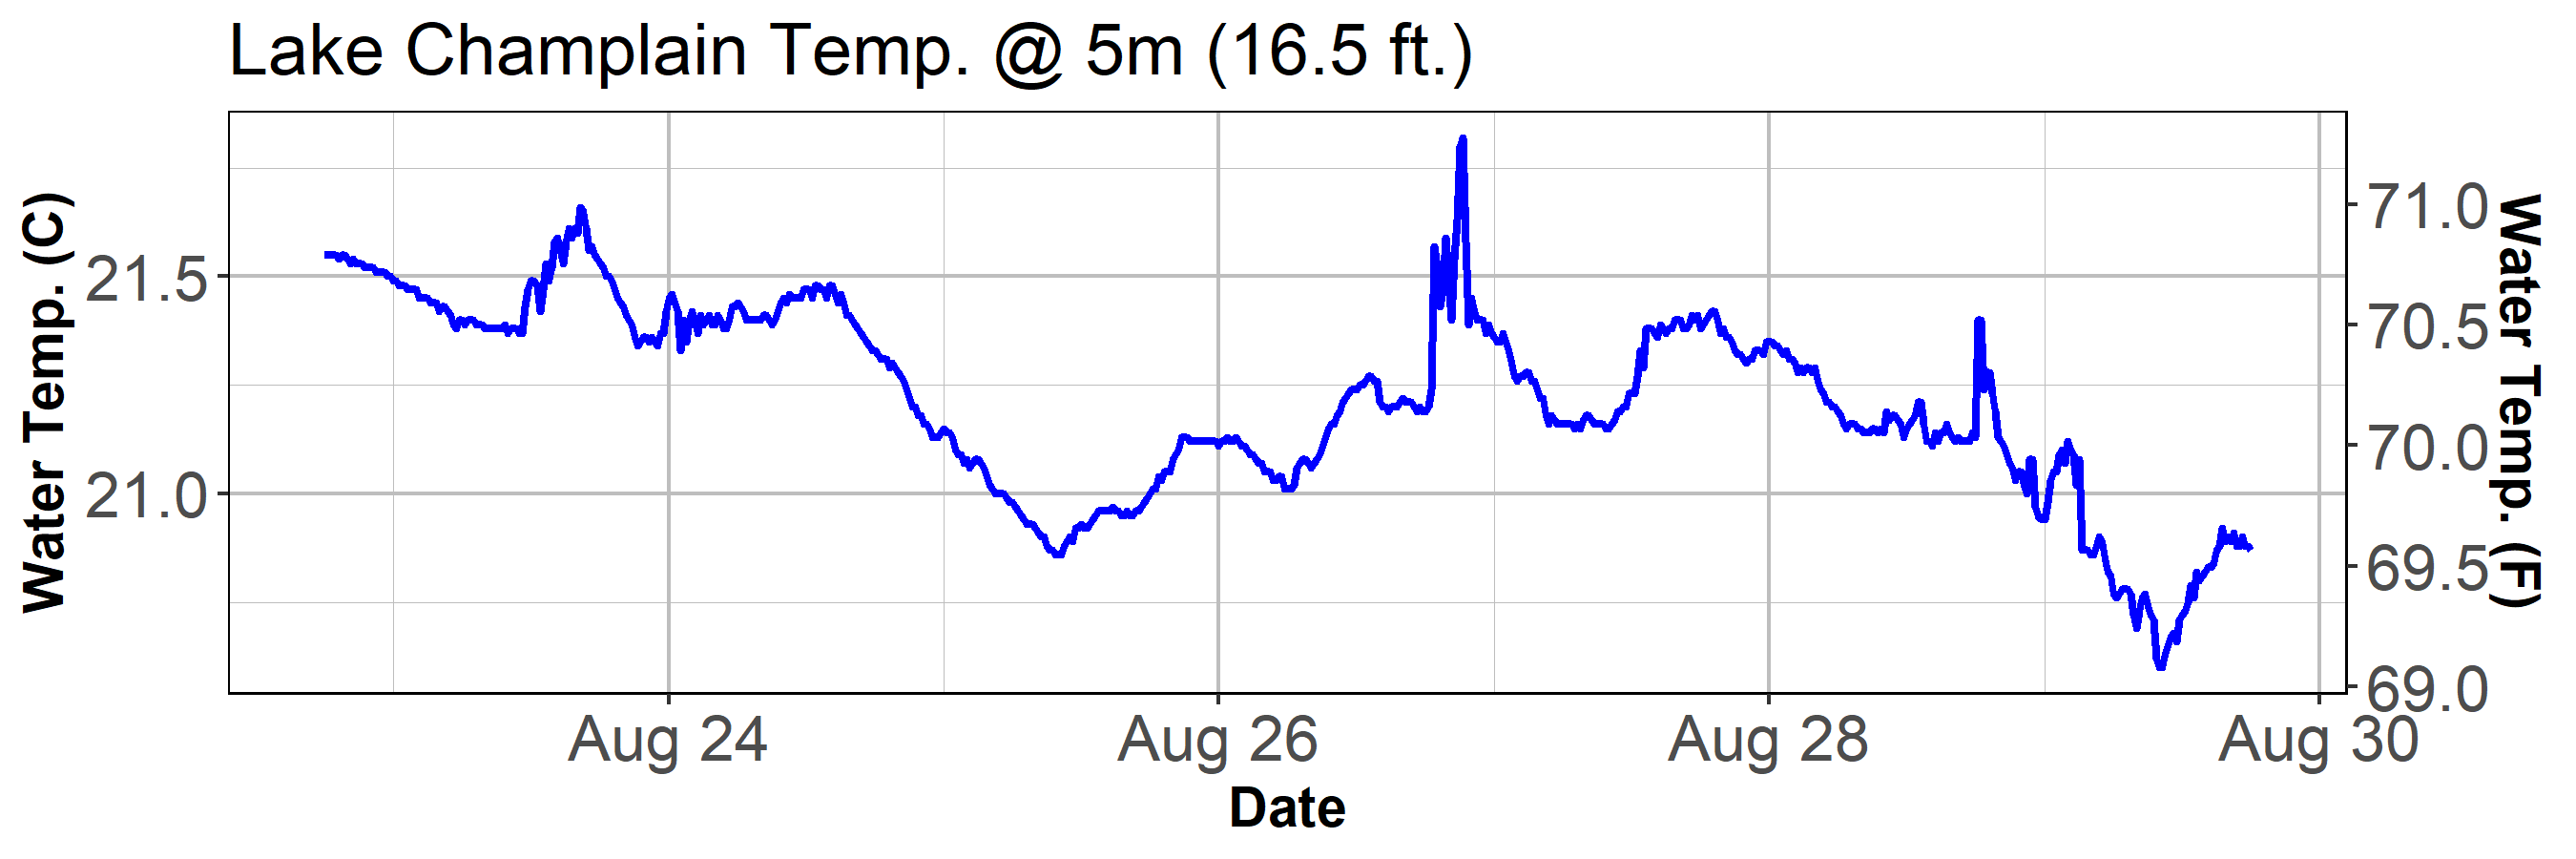 Lake Champlain Temp. @ 5m (16.5 ft.)
Water Temp. (C)
21.5
21.0
71.0
70.5
70.0
69.5
69.0
Water Temp. (F)
Aug 24 Aug 26 Aug 28 Aug 30
Date